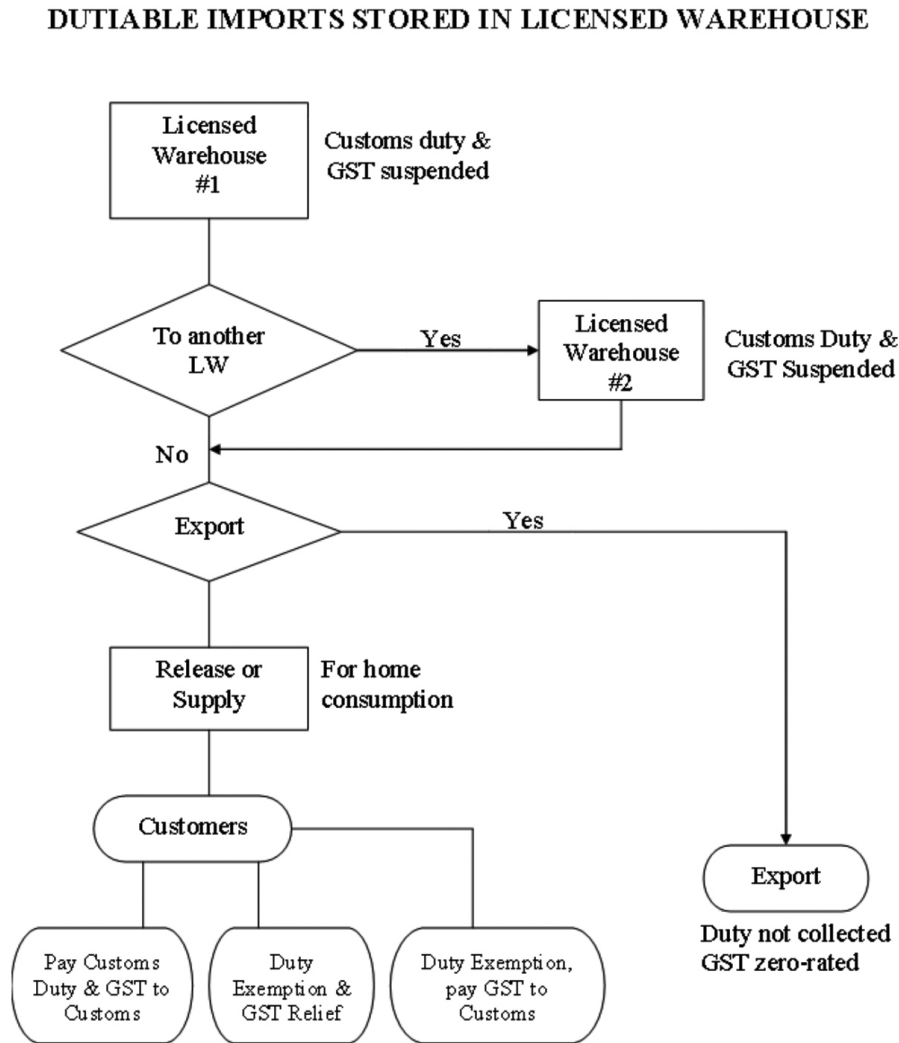 DUTIABLE IMPORTS STORED IN LICENSED WAREHOUSE
Licensed
Warehouse
#1
Customs duty &
GST suspended
To another
LW
Yes
Licensed
Warehouse
#2
Customs Duty &
GST Suspended
No
Export
Yes
Release or
Supply
For home
consumption
Customers
Export
Duty not collected
GST zero-rated
Pay Customs
Duty & GST to
Customs
Duty
Exemption &
GST Relief
Duty Exemption,
pay GST to
Customs